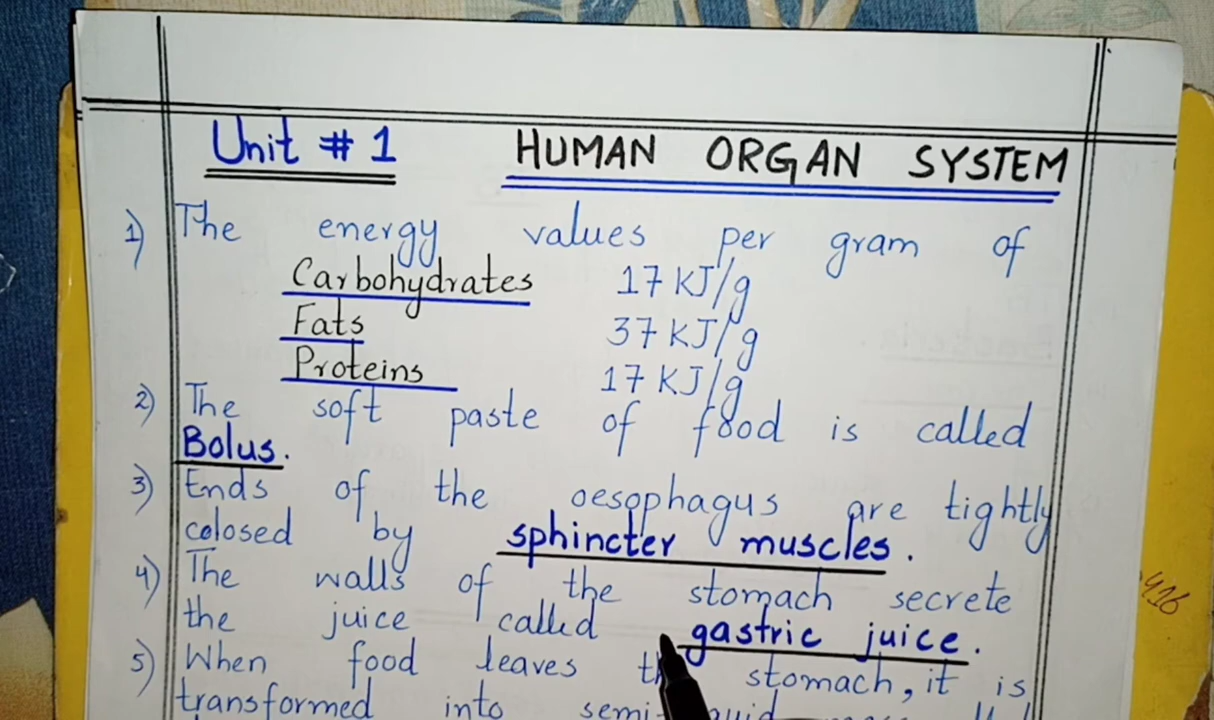 Unit # 1 HUMAN ORGAN SYSTEM
1) The energy values per gram of
Carbohydrates 17 KJ/g
Fats 37 KJ/g
Proteins 17 KJ/g
2) The soft paste of food is called
Bolus.
3) Ends of the oesophagus are tightly
colosed by sphincter muscles.
4) The walls of the stomach secrete
the juice called gastric juice.
5) When food leaves stomach, it is
transformed into
416